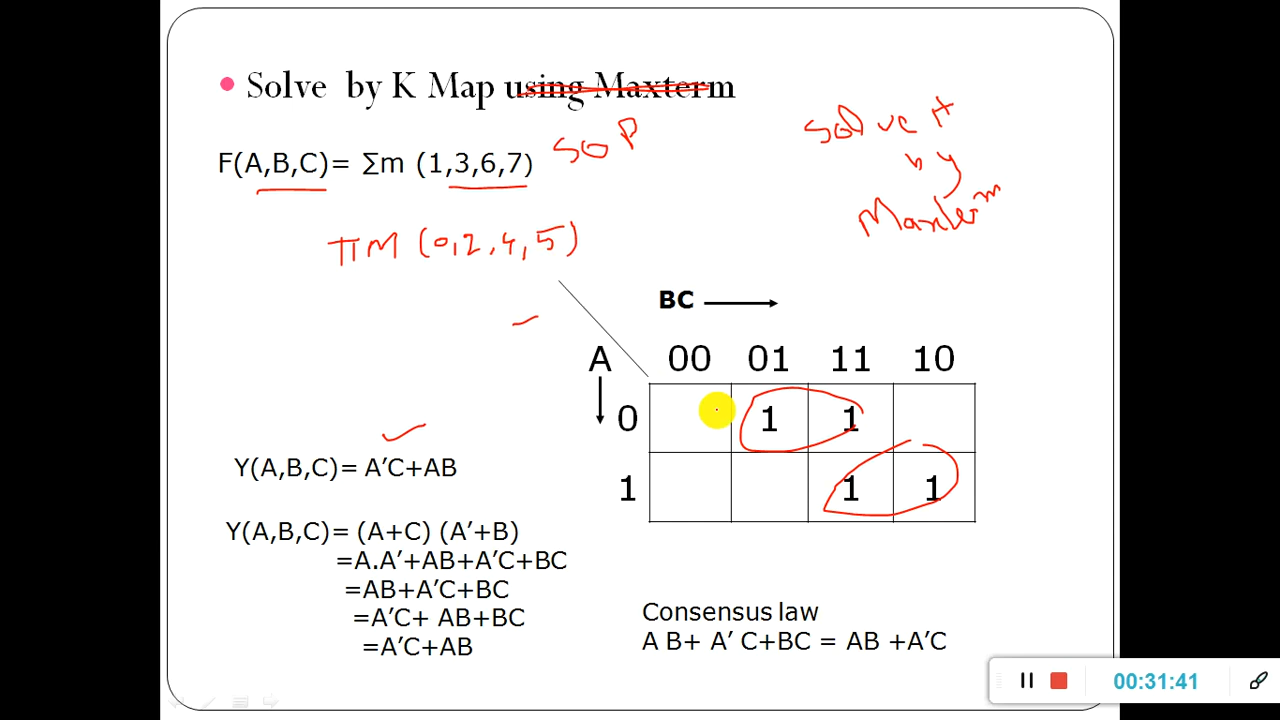 Solve by K Map using Maxterm
F(A,B,C)= ∑m (1,3,6,7)
SOP
Solve it
by
Maxterm
πM (0,2,4,5)
BC
A 00 01 11 10
0 1 1
1 1 1
Y(A,B,C)= A’C+AB
Y(A,B,C)= (A+C) (A’+B)
=A.A’+AB+A’C+BC
=AB+A’C+BC
=A’C+ AB+BC
=A’C+AB
Consensus law
A B+ A’ C+BC = AB +A’C
00:31:41